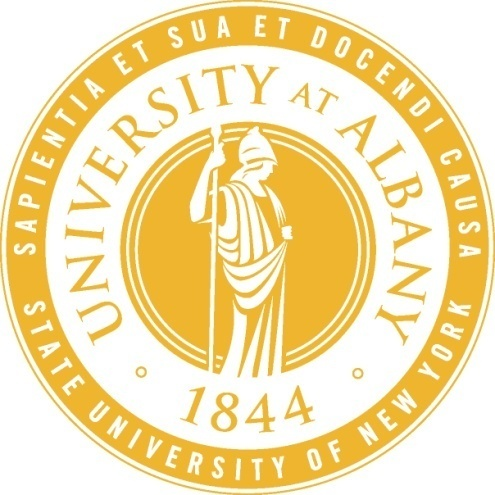 SAPIENTIA ET SUA ET DOCENDI CAUSA
UNIVERSITY AT ALBANY
1844
STATE UNIVERSITY OF NEW YORK